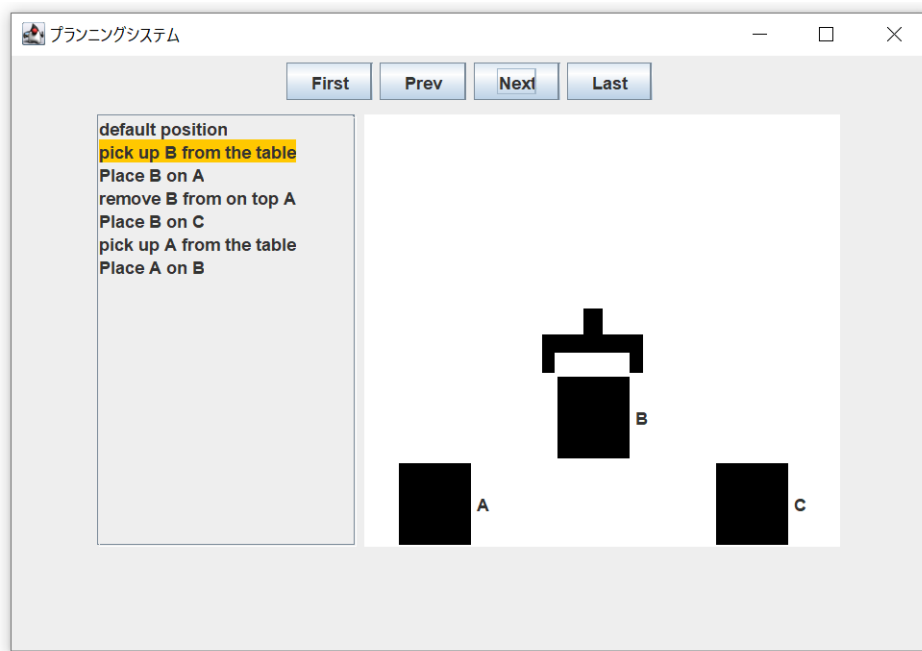 プランニングシステム
First Prev Next Last
default position
pick up B from the table
Place B on A
remove B from on top A
Place B on C
pick up A from the table
Place A on B
B
A
C